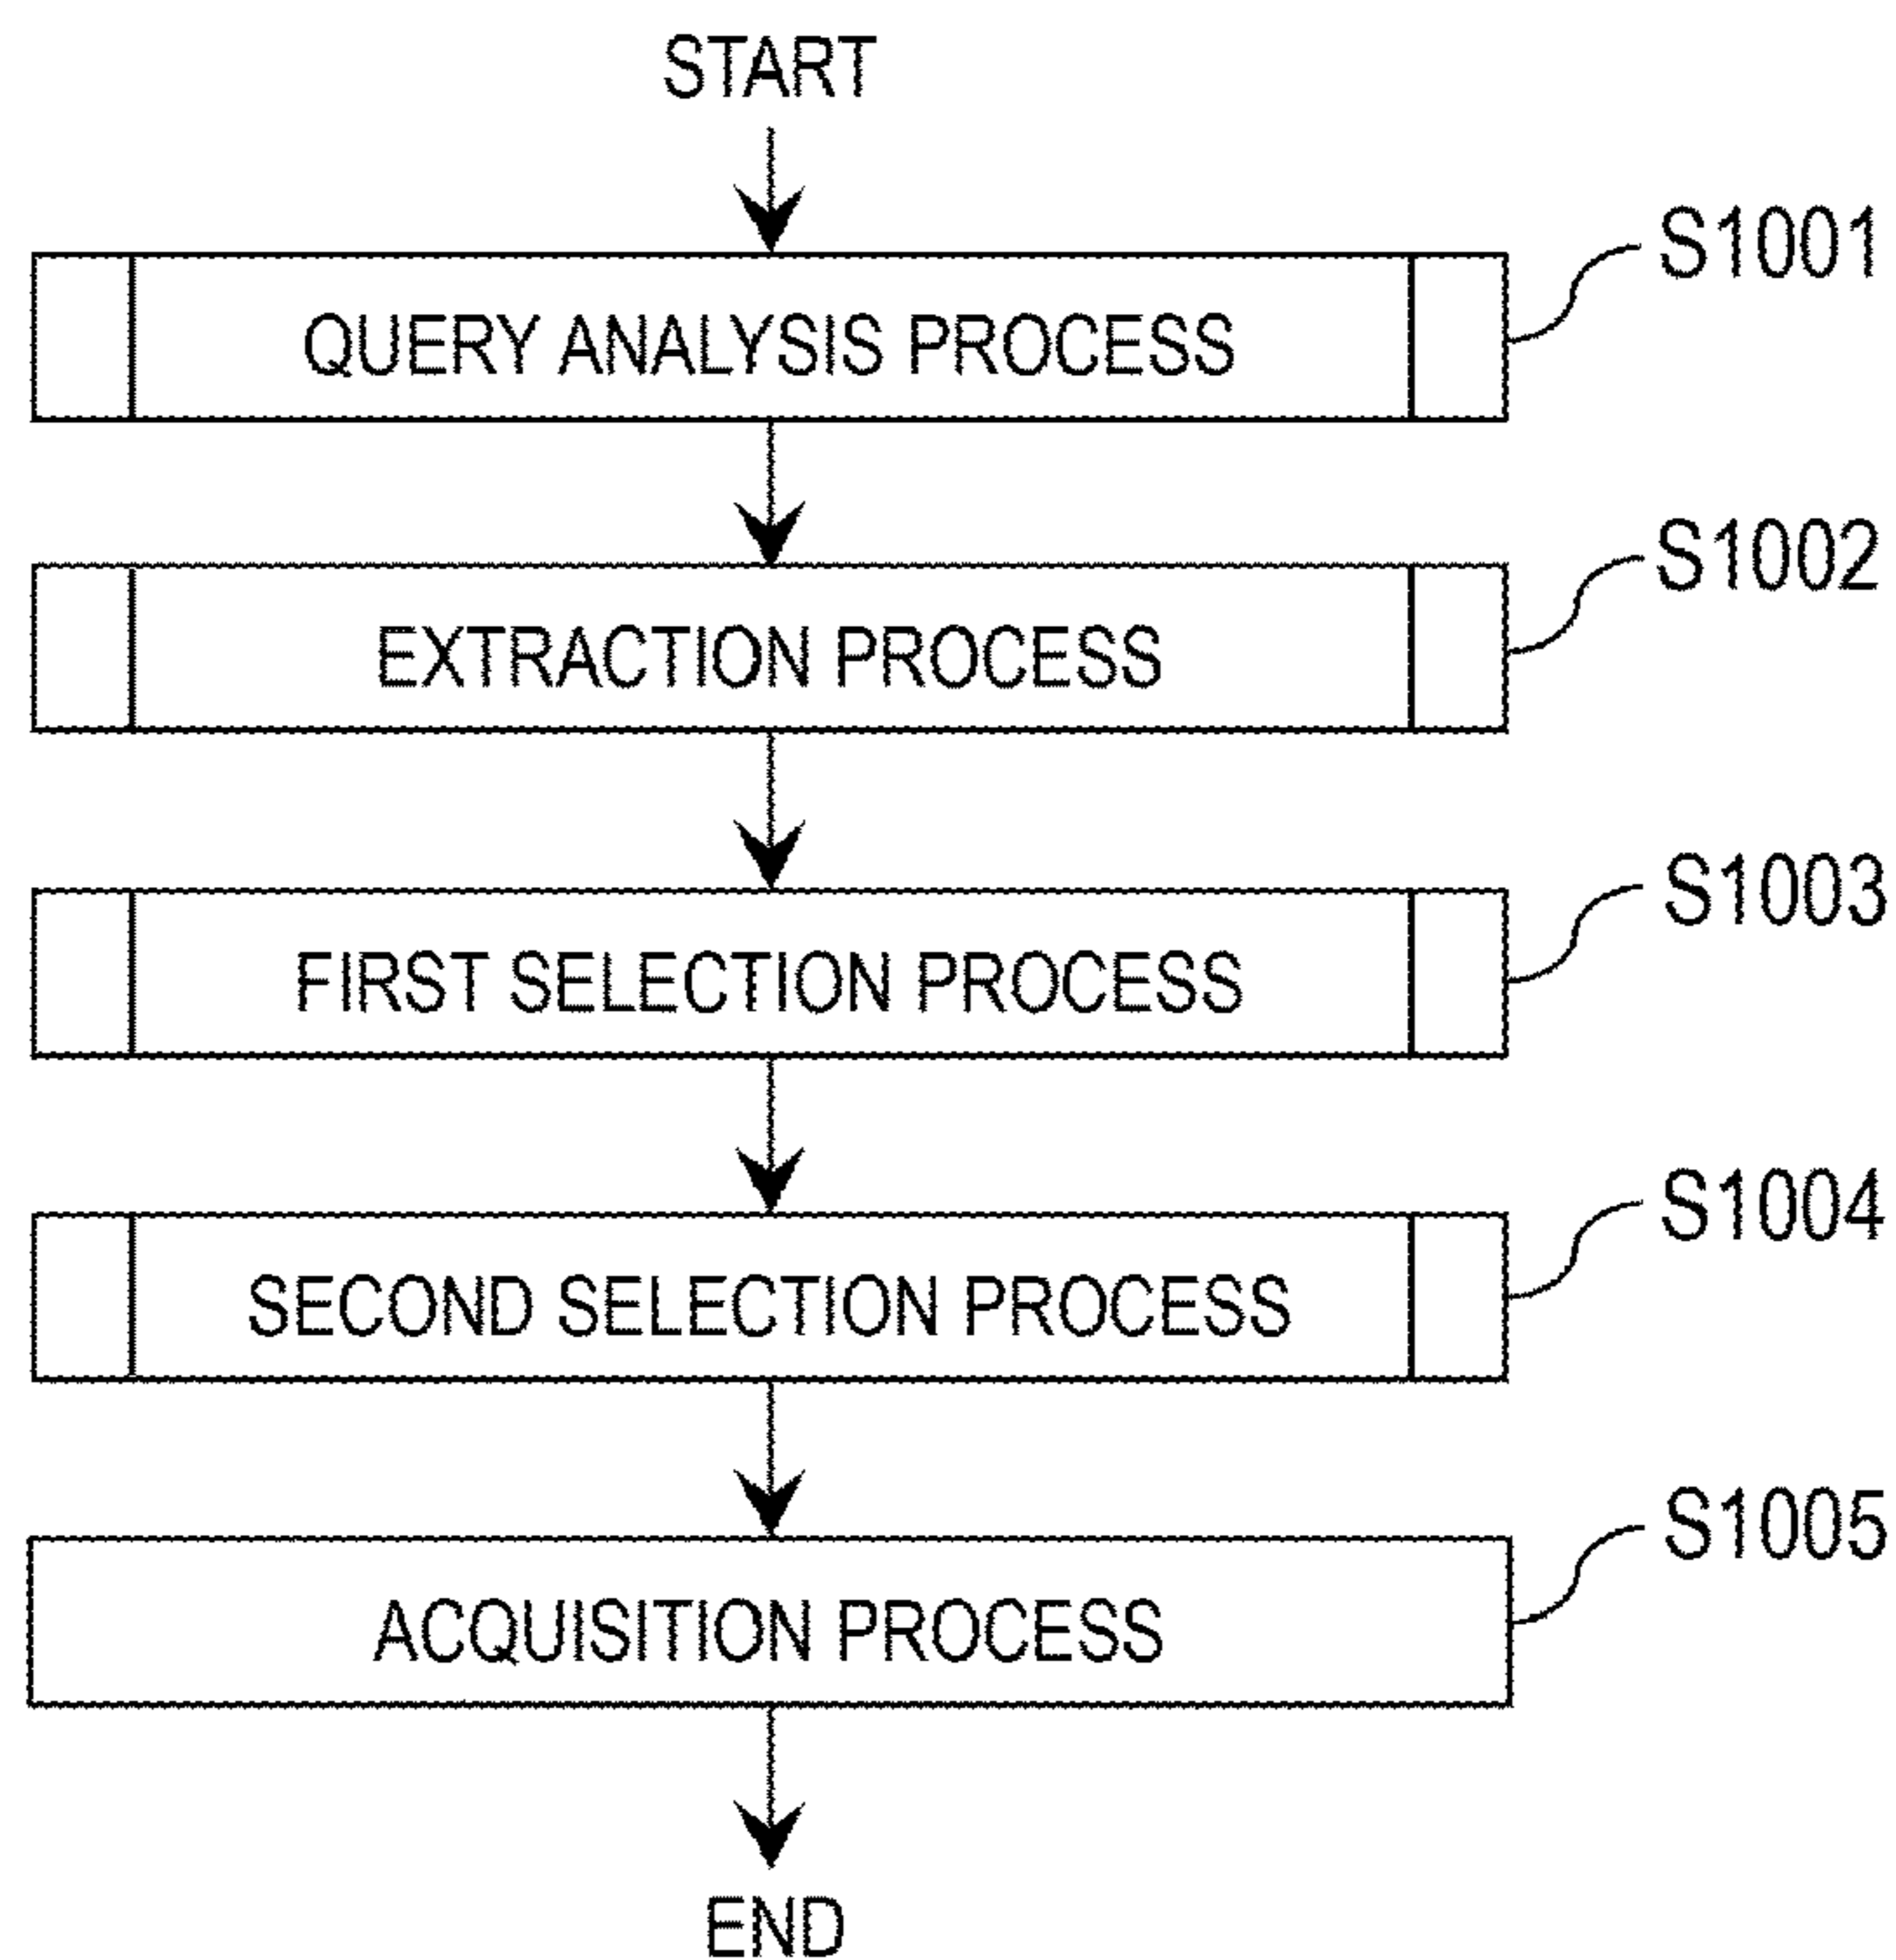 START
S1001
QUERY ANALYSIS PROCESS
S1002
EXTRACTION PROCESS
S1003
FIRST SELECTION PROCESS
S1004
SECOND SELECTION PROCESS
S1005
ACQUISITION PROCESS
END